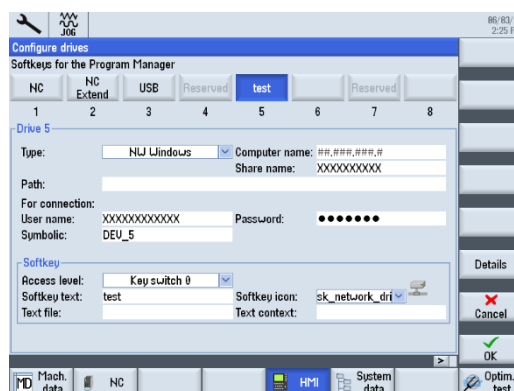 JOG
06/03/
2:25 P
Configure drives
Softkeys for the Program Manager
NC
NC Extend
USB
Reserved
test
Reserved
1 2 3 4 5 6 7 8
Drive 5
Type: NW Windows Computer name: ##.###.###.#
Share name: XXXXXXXXXX
Path:
For connection:
User name: XXXXXXXXXXXX Password: ●●●●●●●
Symbolic: DEV_5
Softkey
Access level: Key switch 0
Softkey text: test Softkey icon: sk_network_dri
Text file: Text context:
Details
Cancel
OK
MD Mach. data
NC
HMI
System data
Optim. test